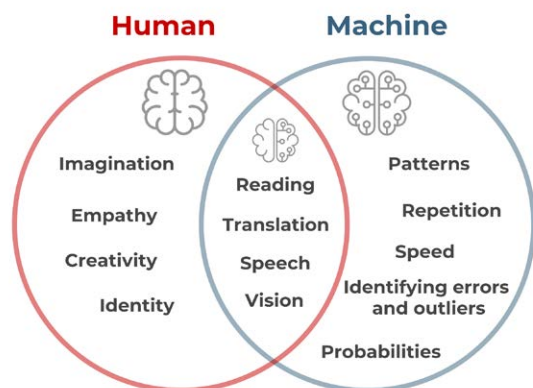 Human
Machine
Imagination
Empathy
Creativity
Identity
Reading
Translation
Speech
Vision
Patterns
Repetition
Speed
Identifying errors
and outliers
Probabilities